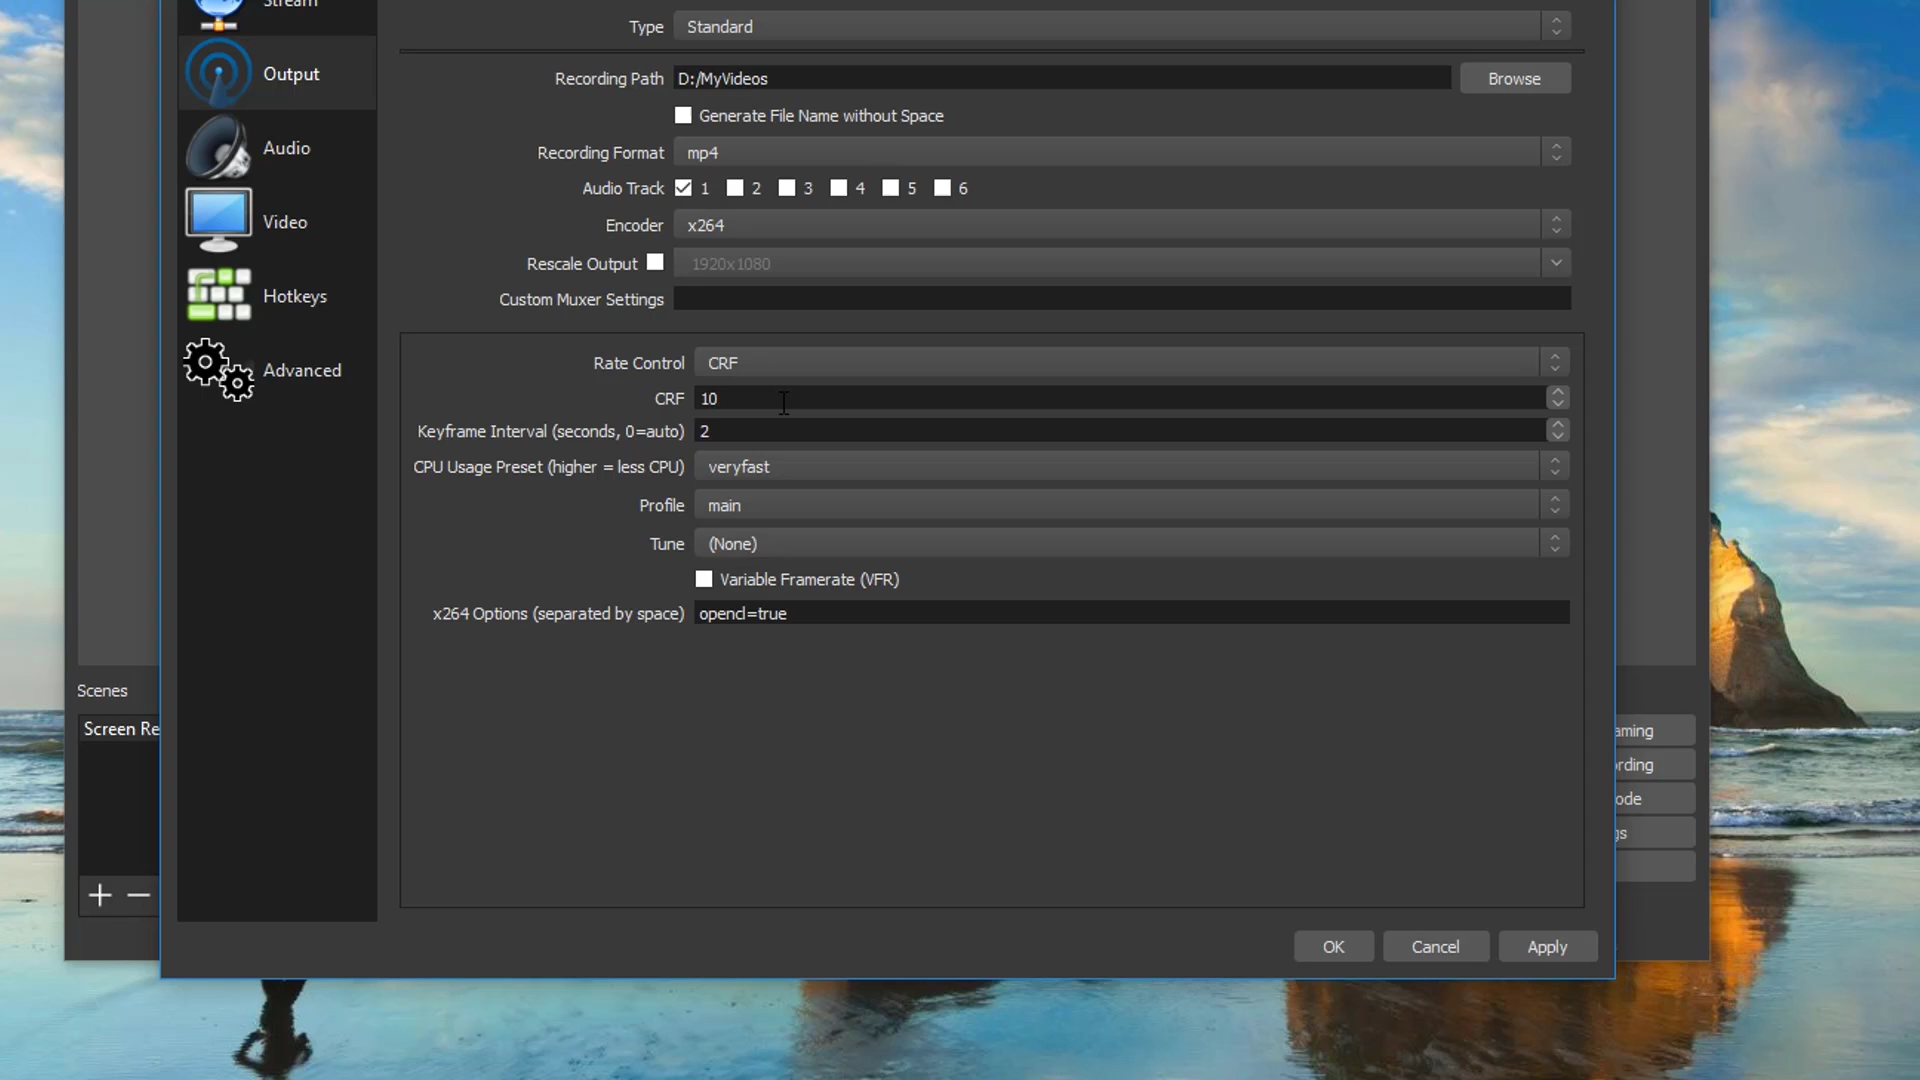 Stream
Output
Audio
Video
Hotkeys
Advanced
Type Standard
Recording Path D:/MyVideos Browse
Generate File Name without Space
Recording Format mp4
Audio Track 1 2 3 4 5 6
Encoder x264
Rescale Output 1920x1080
Custom Muxer Settings
Rate Control CRF
CRF 10
Keyframe Interval (seconds, 0=auto) 2
CPU Usage Preset (higher = less CPU) veryfast
Profile main
Tune (None)
Variable Framerate (VFR)
x264 Options (separated by space) opencl=true
OK Cancel Apply
Scenes
Screen Re
aming
ording
ode
gs